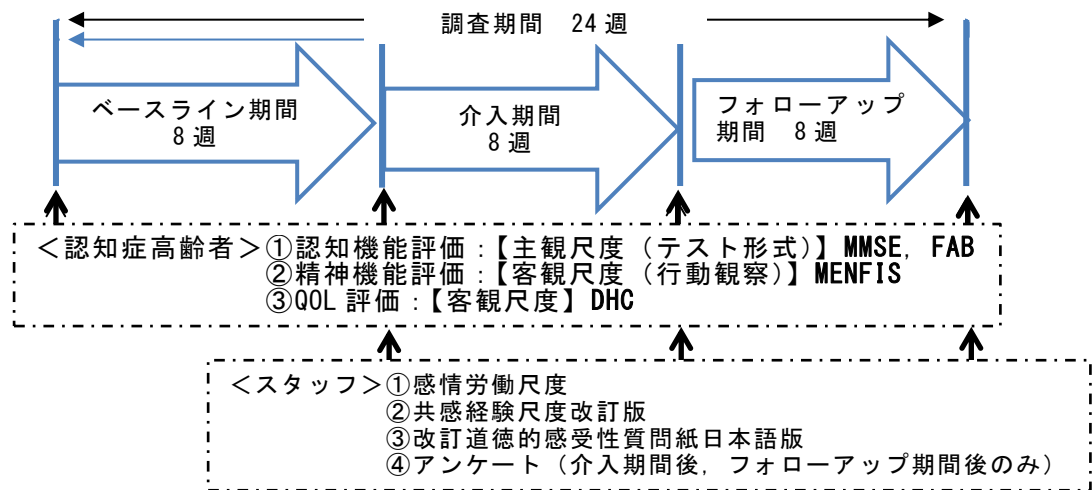 調査期間 24週
ベースライン期間
8週
介入期間
8週
フォローアップ
期間 8週
＜認知症高齢者＞①認知機能評価：【主観尺度（テスト形式）】MMSE, FAB
②精神機能評価：【客観尺度（行動観察）】MENFIS
③QOL評価：【客観尺度】DHC
＜スタッフ＞①感情労働尺度
②共感経験尺度改訂版
③改訂道徳的感受性質問紙日本語版
④アンケート（介入期間後，フォローアップ期間後のみ）